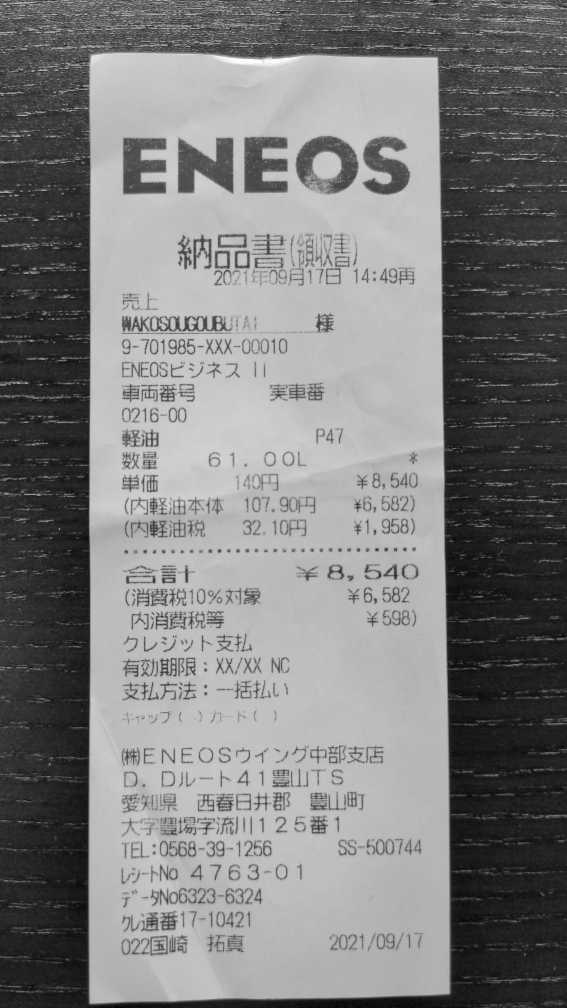 ENEOS
納品書(領収書)
2021年09月17日 14:49再
売上
WAKOSOUGOUBUTAI 様
9-701985-XXX-00010
ENEOSビジネス II
車両番号 実車番
0216-00
軽油 P47
数量 61.00L *
単価 140円 ¥8,540
(内軽油本体 107.90円 ¥6,582)
(内軽油税 32.10円 ¥1,958)
合計 ¥8,540
(消費税10%対象 ¥6,582
内消費税等 ¥598)
クレジット支払
有効期限:XX/XX NC
支払方法:一括払い
キャップ( )カード( )
㈱ENEOSウイング中部支店
D.Dルート41豊山TS
愛知県 西春日井郡 豊山町
大字豊場字流川125番1
TEL:0568-39-1256 SS-500744
レシートNo 4763-01
データNo6323-6324
クレ通番17-10421
022国崎 拓真 2021/09/17